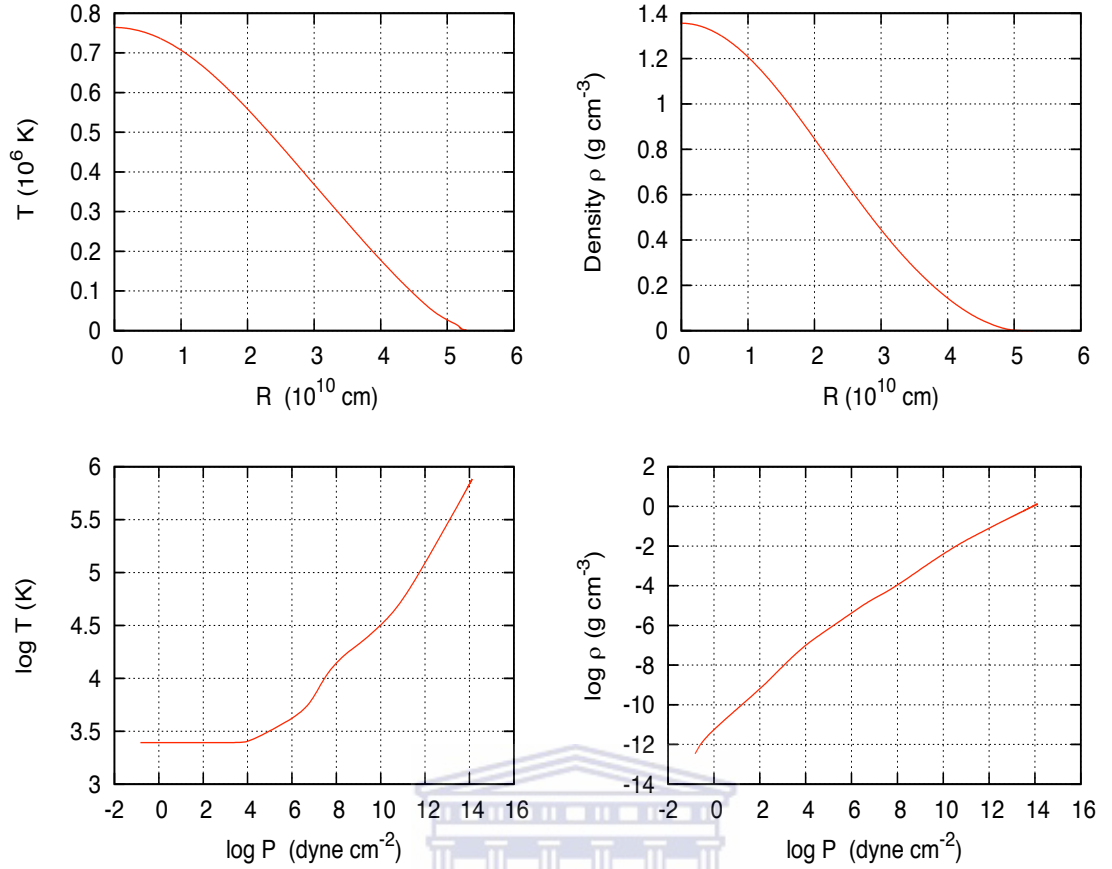 0.8
0.7
0.6
0.5
0.4
0.3
0.2
0.1
0
T (10^6 K)
0 1 2 3 4 5 6
R (10^10 cm)
1.4
1.2
1
0.8
0.6
0.4
0.2
0
Density ρ (g cm^-3)
0 1 2 3 4 5 6
R (10^10 cm)
6
5.5
5
4.5
4
3.5
3
log T (K)
-2 0 2 4 6 8 10 12 14 16
log P (dyne cm^-2)
2
0
-2
-4
-6
-8
-10
-12
-14
log ρ (g cm^-3)
-2 0 2 4 6 8 10 12 14 16
log P (dyne cm^-2)